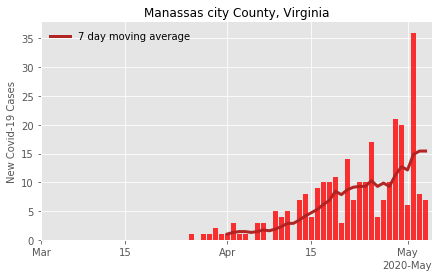 Manassas city County, Virginia
7 day moving average
New Covid-19 Cases
35
30
25
20
15
10
5
0
Mar
15
Apr
15
May
2020-May